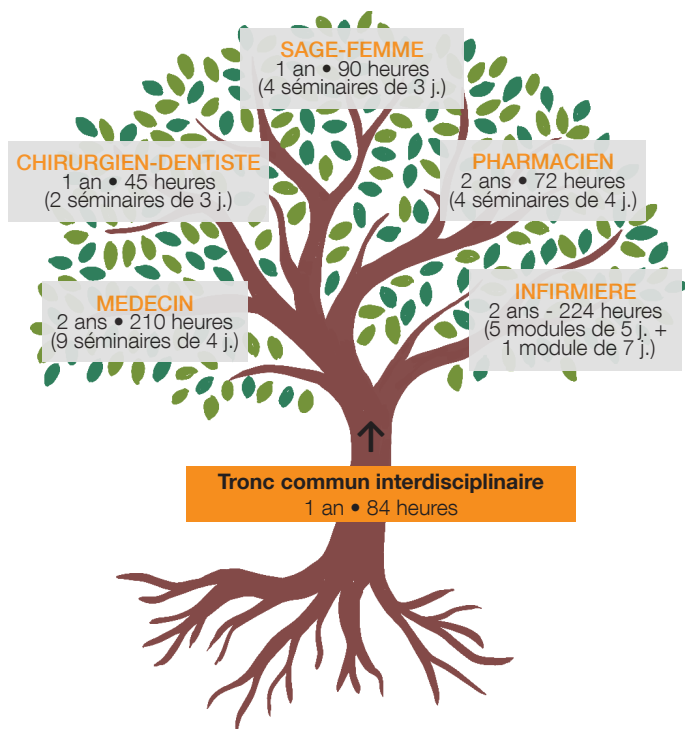 SAGE-FEMME
1 an • 90 heures
(4 séminaires de 3 j.)
CHIRURGIEN-DENTISTE
1 an • 45 heures
(2 séminaires de 3 j.)
PHARMACIEN
2 ans • 72 heures
(4 séminaires de 4 j.)
MEDECIN
2 ans • 210 heures
(9 séminaires de 4 j.)
INFIRMIERE
2 ans - 224 heures
(5 modules de 5 j. +
1 module de 7 j.)
Tronc commun interdisciplinaire
1 an • 84 heures